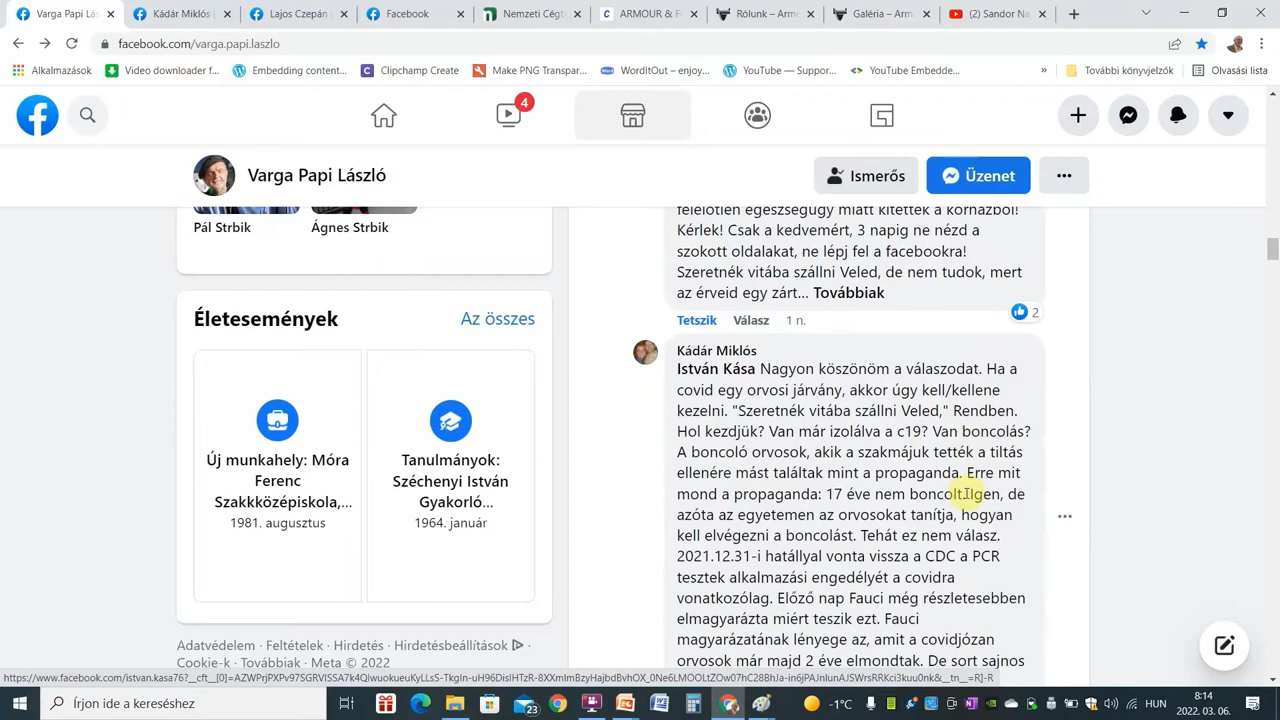 Varga Papi László
Kádár Miklós
Lajos Czepán
Facebook
Nemzeti Cégt
ARMOUR & F
Rólunk – Armo
Galéria – Arm
(2) Sandor Na
facebook.com/varga.papi.laszlo
Alkalmazások
Video downloader f...
Embedding content...
Clipchamp Create
Make PNG Transpar...
WordItOut – enjoy...
YouTube — Suppor...
YouTube Embedde...
»
További könyvjelzők
Olvasási lista
4
Varga Papi László
Ismerős
Üzenet
Pál Strbik
Ágnes Strbik
Életesemények
Az összes
Új munkahely: Móra
Ferenc
Szakkközépiskola,...
1981. augusztus
Tanulmányok:
Széchenyi István
Gyakorló...
1964. január
Adatvédelem · Feltételek · Hirdetés · Hirdetésbeállítások ·
Cookie-k · Továbbiak · Meta © 2022
felelőtlen egészségügy miatt kitették a kórházból!
Kérlek! Csak a kedvemért, 3 napig ne nézd a
szokott oldalakat, ne lépj fel a facebookra!
Szeretnék vitába szállni Veled, de nem tudok, mert
az érveid egy zárt... Továbbiak
2
Tetszik Válasz 1 n.
Kádár Miklós
István Kása Nagyon köszönöm a válaszodat. Ha a
covid egy orvosi járvány, akkor úgy kell/kellene
kezelni. "Szeretnék vitába szállni Veled," Rendben.
Hol kezdjük? Van már izolálva a c19? Van boncolás?
A boncoló orvosok, akik a szakmájuk tették a tiltás
ellenére mást találtak mint a propaganda. Erre mit
mond a propaganda: 17 éve nem boncolt.Ilgen, de
azóta az egyetemen az orvosokat tanítja, hogyan
kell elvégezni a boncolást. Tehát ez nem válasz.
2021.12.31-i hatállyal vonta vissza a CDC a PCR
tesztek alkalmazási engedélyét a covidra
vonatkozólag. Előző nap Fauci még részletesebben
elmagyarázta miért teszik ezt. Fauci
magyarázatának lényege az, amit a covidjózan
orvosok már majd 2 éve elmondtak. De sort sajnos
Írjon ide a kereséshez
23
-1°C
HUN
8:14
2022. 03. 06.